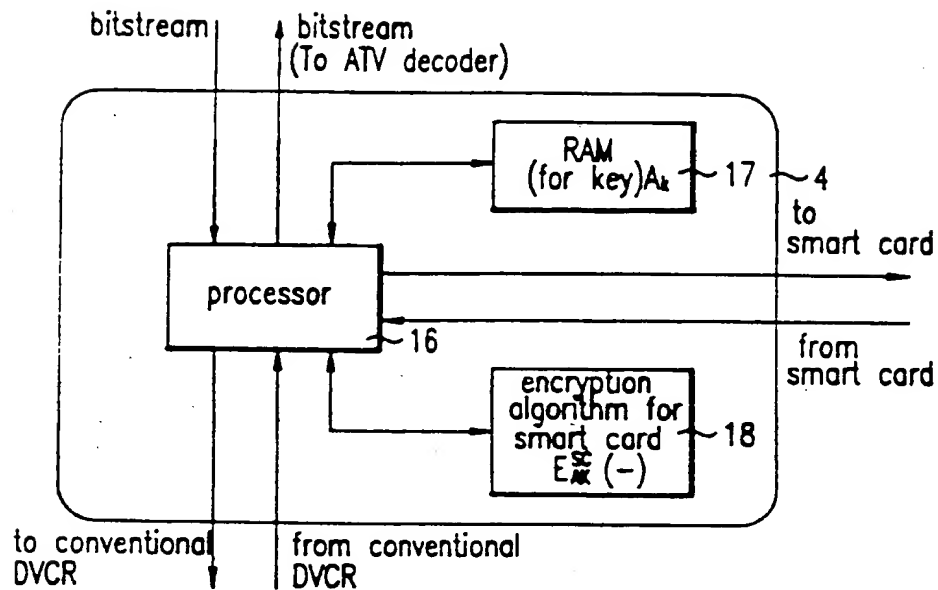 bitstream
bitstream
(To ATV decoder)
RAM
(for key)Ak
17
4
to
smart card
processor
16
from
smart card
encryption
algorithm for
smart card
E (-)
18
to conventional
DVCR
from conventional
DVCR